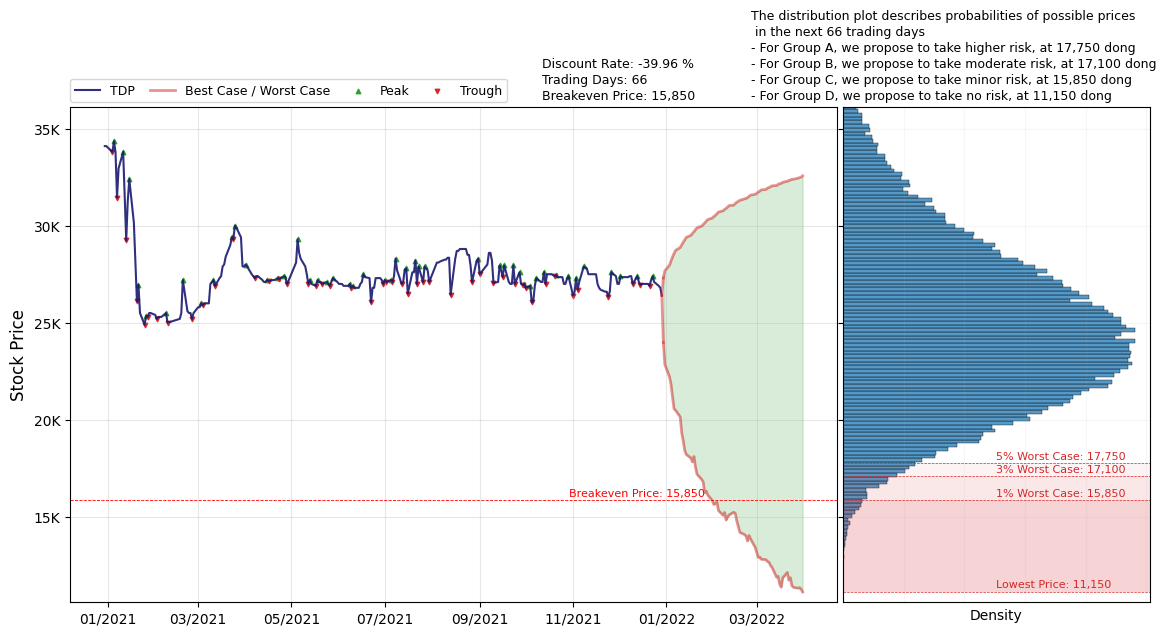 The distribution plot describes probabilities of possible prices
in the next 66 trading days
- For Group A, we propose to take higher risk, at 17,750 dong
- For Group B, we propose to take moderate risk, at 17,100 dong
- For Group C, we propose to take minor risk, at 15,850 dong
- For Group D, we propose to take no risk, at 11,150 dong
Discount Rate: -39.96 %
Trading Days: 66
Breakeven Price: 15,850
TDP Best Case / Worst Case Peak Trough
Stock Price
35K
30K
25K
20K
15K
Breakeven Price: 15,850
5% Worst Case: 17,750
3% Worst Case: 17,100
1% Worst Case: 15,850
Lowest Price: 11,150
01/2021 03/2021 05/2021 07/2021 09/2021 11/2021 01/2022 03/2022
Density